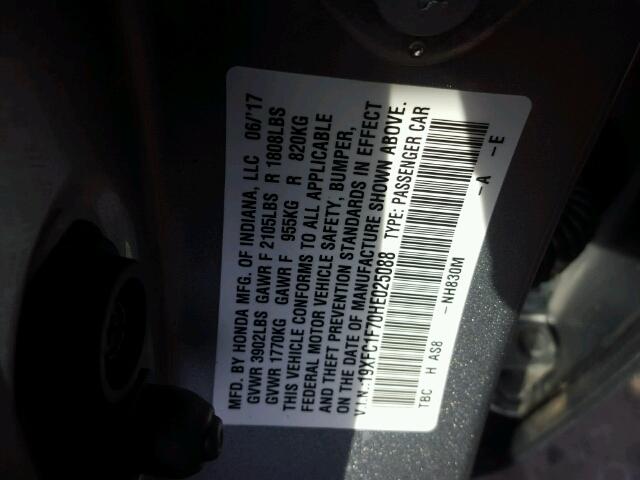 MFD. BY HONDA MFG. OF INDIANA, LLC 06/'17
GVWR 3902LBS GAWR F 2105LBS R 1808LBS
GVWR 1770KG GAWR F 955KG R 820KG
THIS VEHICLE CONFORMS TO ALL APPLICABLE
FEDERAL MOTOR VEHICLE SAFETY, BUMPER,
AND THEFT PREVENTION STANDARDS IN EFFECT
ON THE DATE OF MANUFACTURE SHOWN ABOVE.
V.I.N.:19XFC1F70HE025088 TYPE: PASSENGER CAR
TBC H AS8 -NH830M -A -E